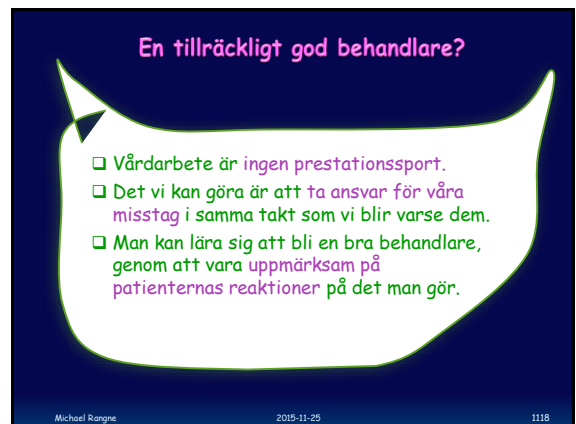 En tillräckligt god behandlare?
❑ Vårdarbete är ingen prestationssport.
❑ Det vi kan göra är att ta ansvar för våra
misstag i samma takt som vi blir varse dem.
❑ Man kan lära sig att bli en bra behandlare,
genom att vara uppmärksam på
patienternas reaktioner på det man gör.
Michael Rangne 2015-11-25 1118